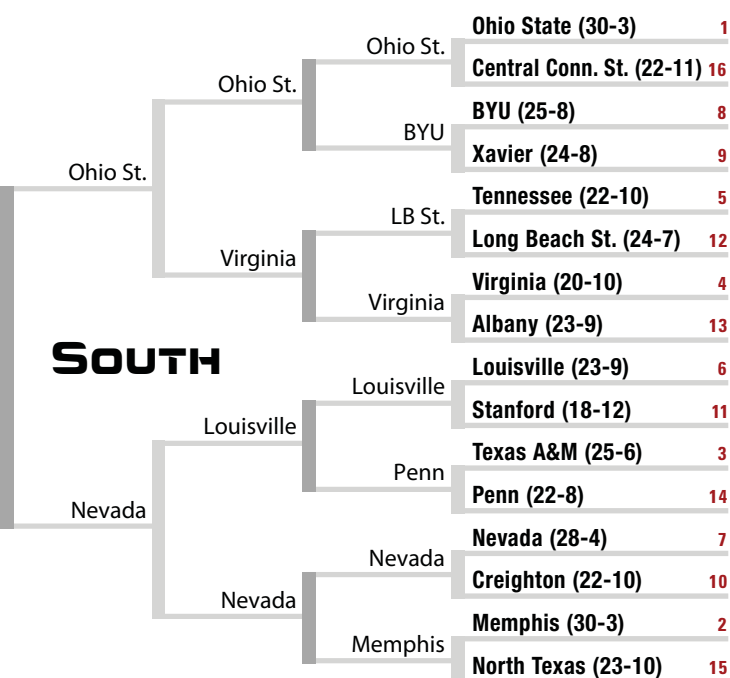 Ohio State (30-3) 1
Ohio St.
Central Conn. St. (22-11) 16
Ohio St.
BYU (25-8) 8
BYU
Xavier (24-8) 9
Ohio St.
Tennessee (22-10) 5
LB St.
Long Beach St. (24-7) 12
Virginia
Virginia (20-10) 4
Virginia
Albany (23-9) 13
South
Louisville (23-9) 6
Louisville
Stanford (18-12) 11
Louisville
Texas A&M (25-6) 3
Penn
Penn (22-8) 14
Nevada
Nevada (28-4) 7
Nevada
Creighton (22-10) 10
Nevada
Memphis (30-3) 2
Memphis
North Texas (23-10) 15